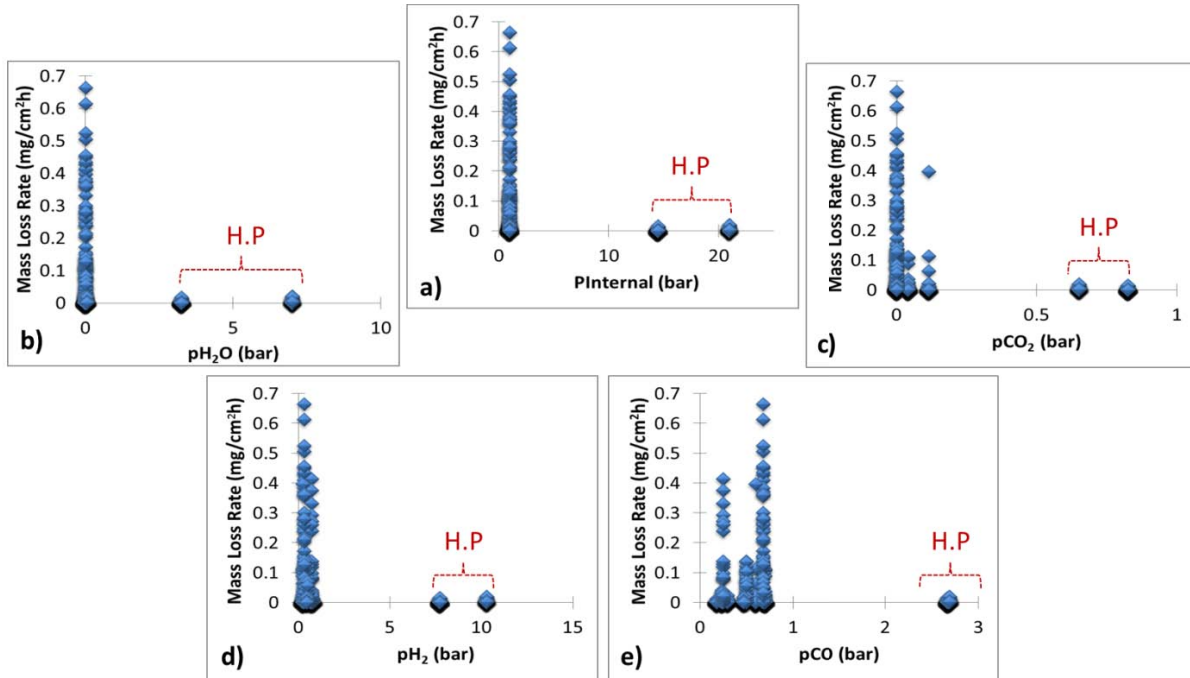 0.7
0.6
0.5
0.4
0.3
0.2
0.1
0
Mass Loss Rate (mg/cm²h)
H.P
0 10 20
PInternal (bar)
a)
0.7
0.6
0.5
0.4
0.3
0.2
0.1
0
Mass Loss Rate (mg/cm²h)
H.P
0 5 10
pH₂O (bar)
b)
0.7
0.6
0.5
0.4
0.3
0.2
0.1
0
Mass Loss Rate (mg/cm²h)
H.P
0 0.5 1
pCO₂ (bar)
c)
0.7
0.6
0.5
0.4
0.3
0.2
0.1
0
Mass Loss Rate (mg/cm²h)
H.P
0 5 10 15
pH₂ (bar)
d)
0.7
0.6
0.5
0.4
0.3
0.2
0.1
0
Mass Loss Rate (mg/cm²h)
H.P
0 1 2 3
pCO (bar)
e)